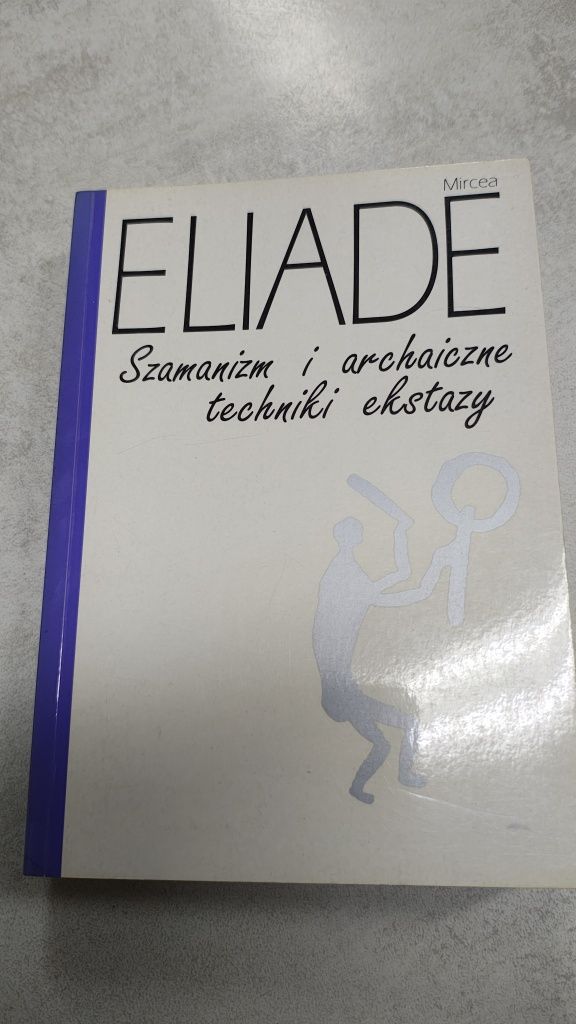 Mircea
ELIADE
Szamanizm i archaiczne
techniki ekstazy